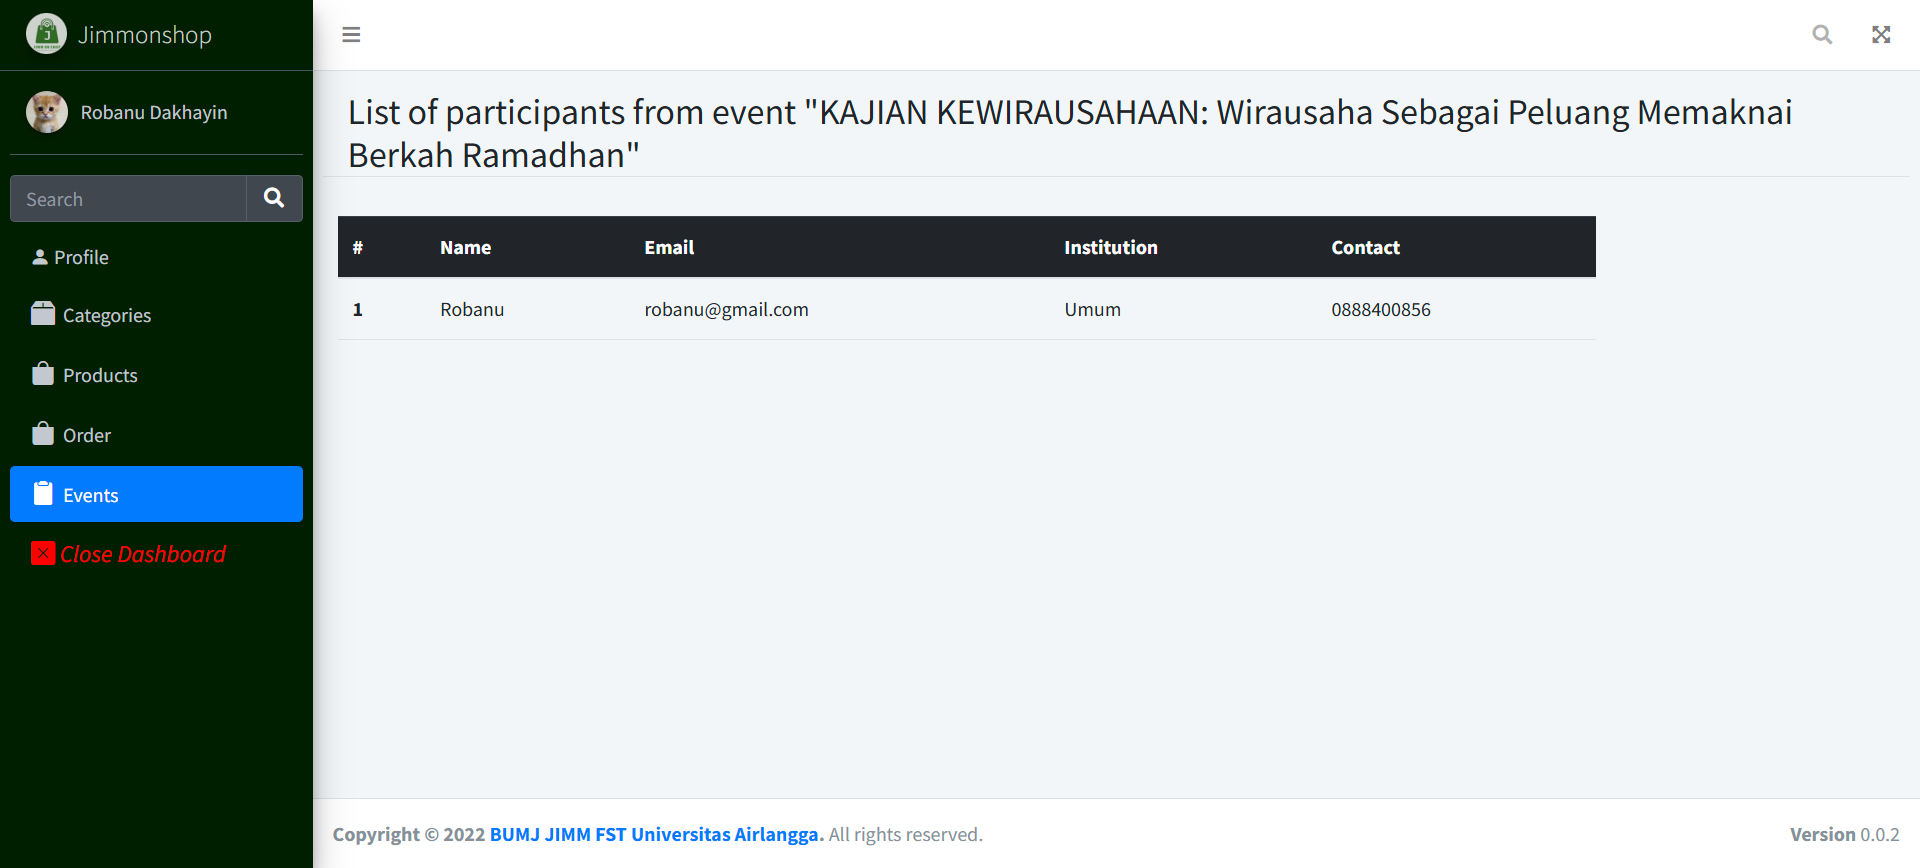 Jimmonshop
Robanu Dakhayin
Search
Profile
Categories
Products
Order
Events
Close Dashboard
List of participants from event "KAJIAN KEWIRAUSAHAAN: Wirausaha Sebagai Peluang Memaknai
Berkah Ramadhan"
# Name Email Institution Contact
1 Robanu robanu@gmail.com Umum 0888400856
Copyright © 2022 BUMJ JIMM FST Universitas Airlangga. All rights reserved.
Version 0.0.2